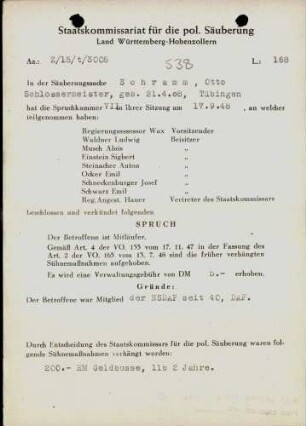 Staatskommissariat für die pol. Säuberung
Land Württemberg-Hohenzollern
Az.: Z/15/t/3005
538
L.: 168
In der Säuberungssache Schramm, Otto
Schlossermeister, geb. 21.4.68, Tübingen
hat die Spruchkammer VII in ihrer Sitzung am 17.9.48, an welcher
teilgenommen haben:
Regierungsassessor Wax Vorsitzender
Waldner Ludwig Beisitzer
Musch Alois "
Einstein Sigbert "
Steinacher Anton "
Osker Emil "
Schneckenburger Josef "
Schwarz Emil "
Reg.Angest. Hauer Vertreter des Staatskommissars
beschlossen und verkündet folgenden
SPRUCH
Der Betroffene ist Mitläufer.
Gemäß Art. 4 der VO. 133 vom 17. 11. 47 in der Fassung des
Art. 2 der VO. 165 vom 13. 7. 48 sind die früher verhängten
Sühnemaßnahmen aufgehoben.
Es wird eine Verwaltungsgebühr von DM 5.- erhoben.
Gründe:
Der Betroffene war Mitglied der NSDAP seit 40, DAF.
Durch Entscheidung des Staatskommissars für die pol. Säuberung waren fol-
gende Sühnemaßnahmen verhängt worden:
200.- RM Geldbusse, 11b 2 Jahre.